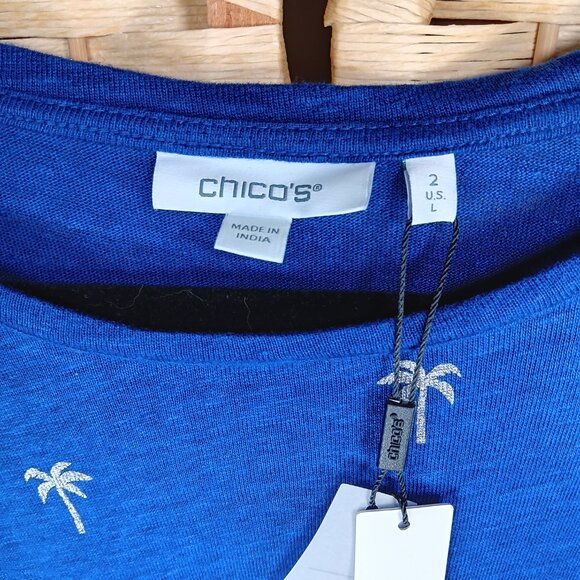 chico's®
MADE IN
INDIA
2
U.S.
L
chico's®